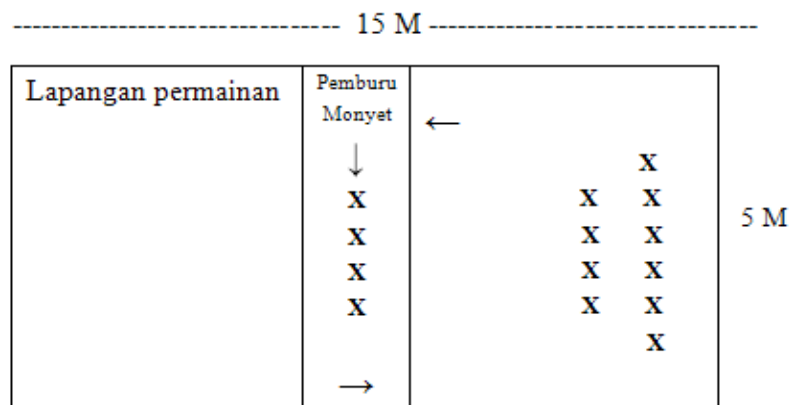 15 M
Lapangan permainan
Pemburu
Monyet
←
↓
X
X X X
5 M
X X X
X X X
X X X
X
→